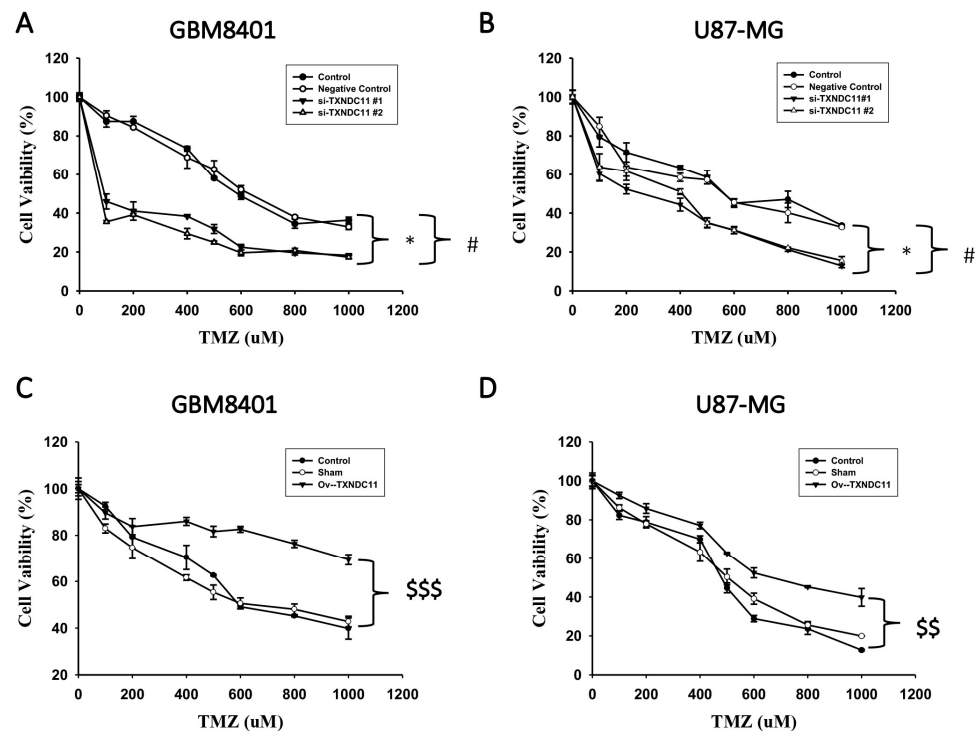 A
GBM8401
120
100
80
60
40
20
0
Cell Vaibility (%)
Control
Negative Control
si-TXNDC11 #1
si-TXNDC11 #2
*
#
0 200 400 600 800 1000 1200
TMZ (uM)
B
U87-MG
120
100
80
60
40
20
0
Cell Vaibility (%)
Control
Negative Control
si-TXNDC11#1
si-TXNDC11 #2
*
#
0 200 400 600 800 1000 1200
TMZ (uM)
C
GBM8401
120
100
80
60
40
20
Cell Vaibility (%)
Control
Sham
Ov--TXNDC11
$$$
0 200 400 600 800 1000 1200
TMZ (uM)
D
U87-MG
120
100
80
60
40
20
0
Cell Vaibility (%)
Control
Sham
Ov--TXNDC11
$$
0 200 400 600 800 1000 1200
TMZ (uM)